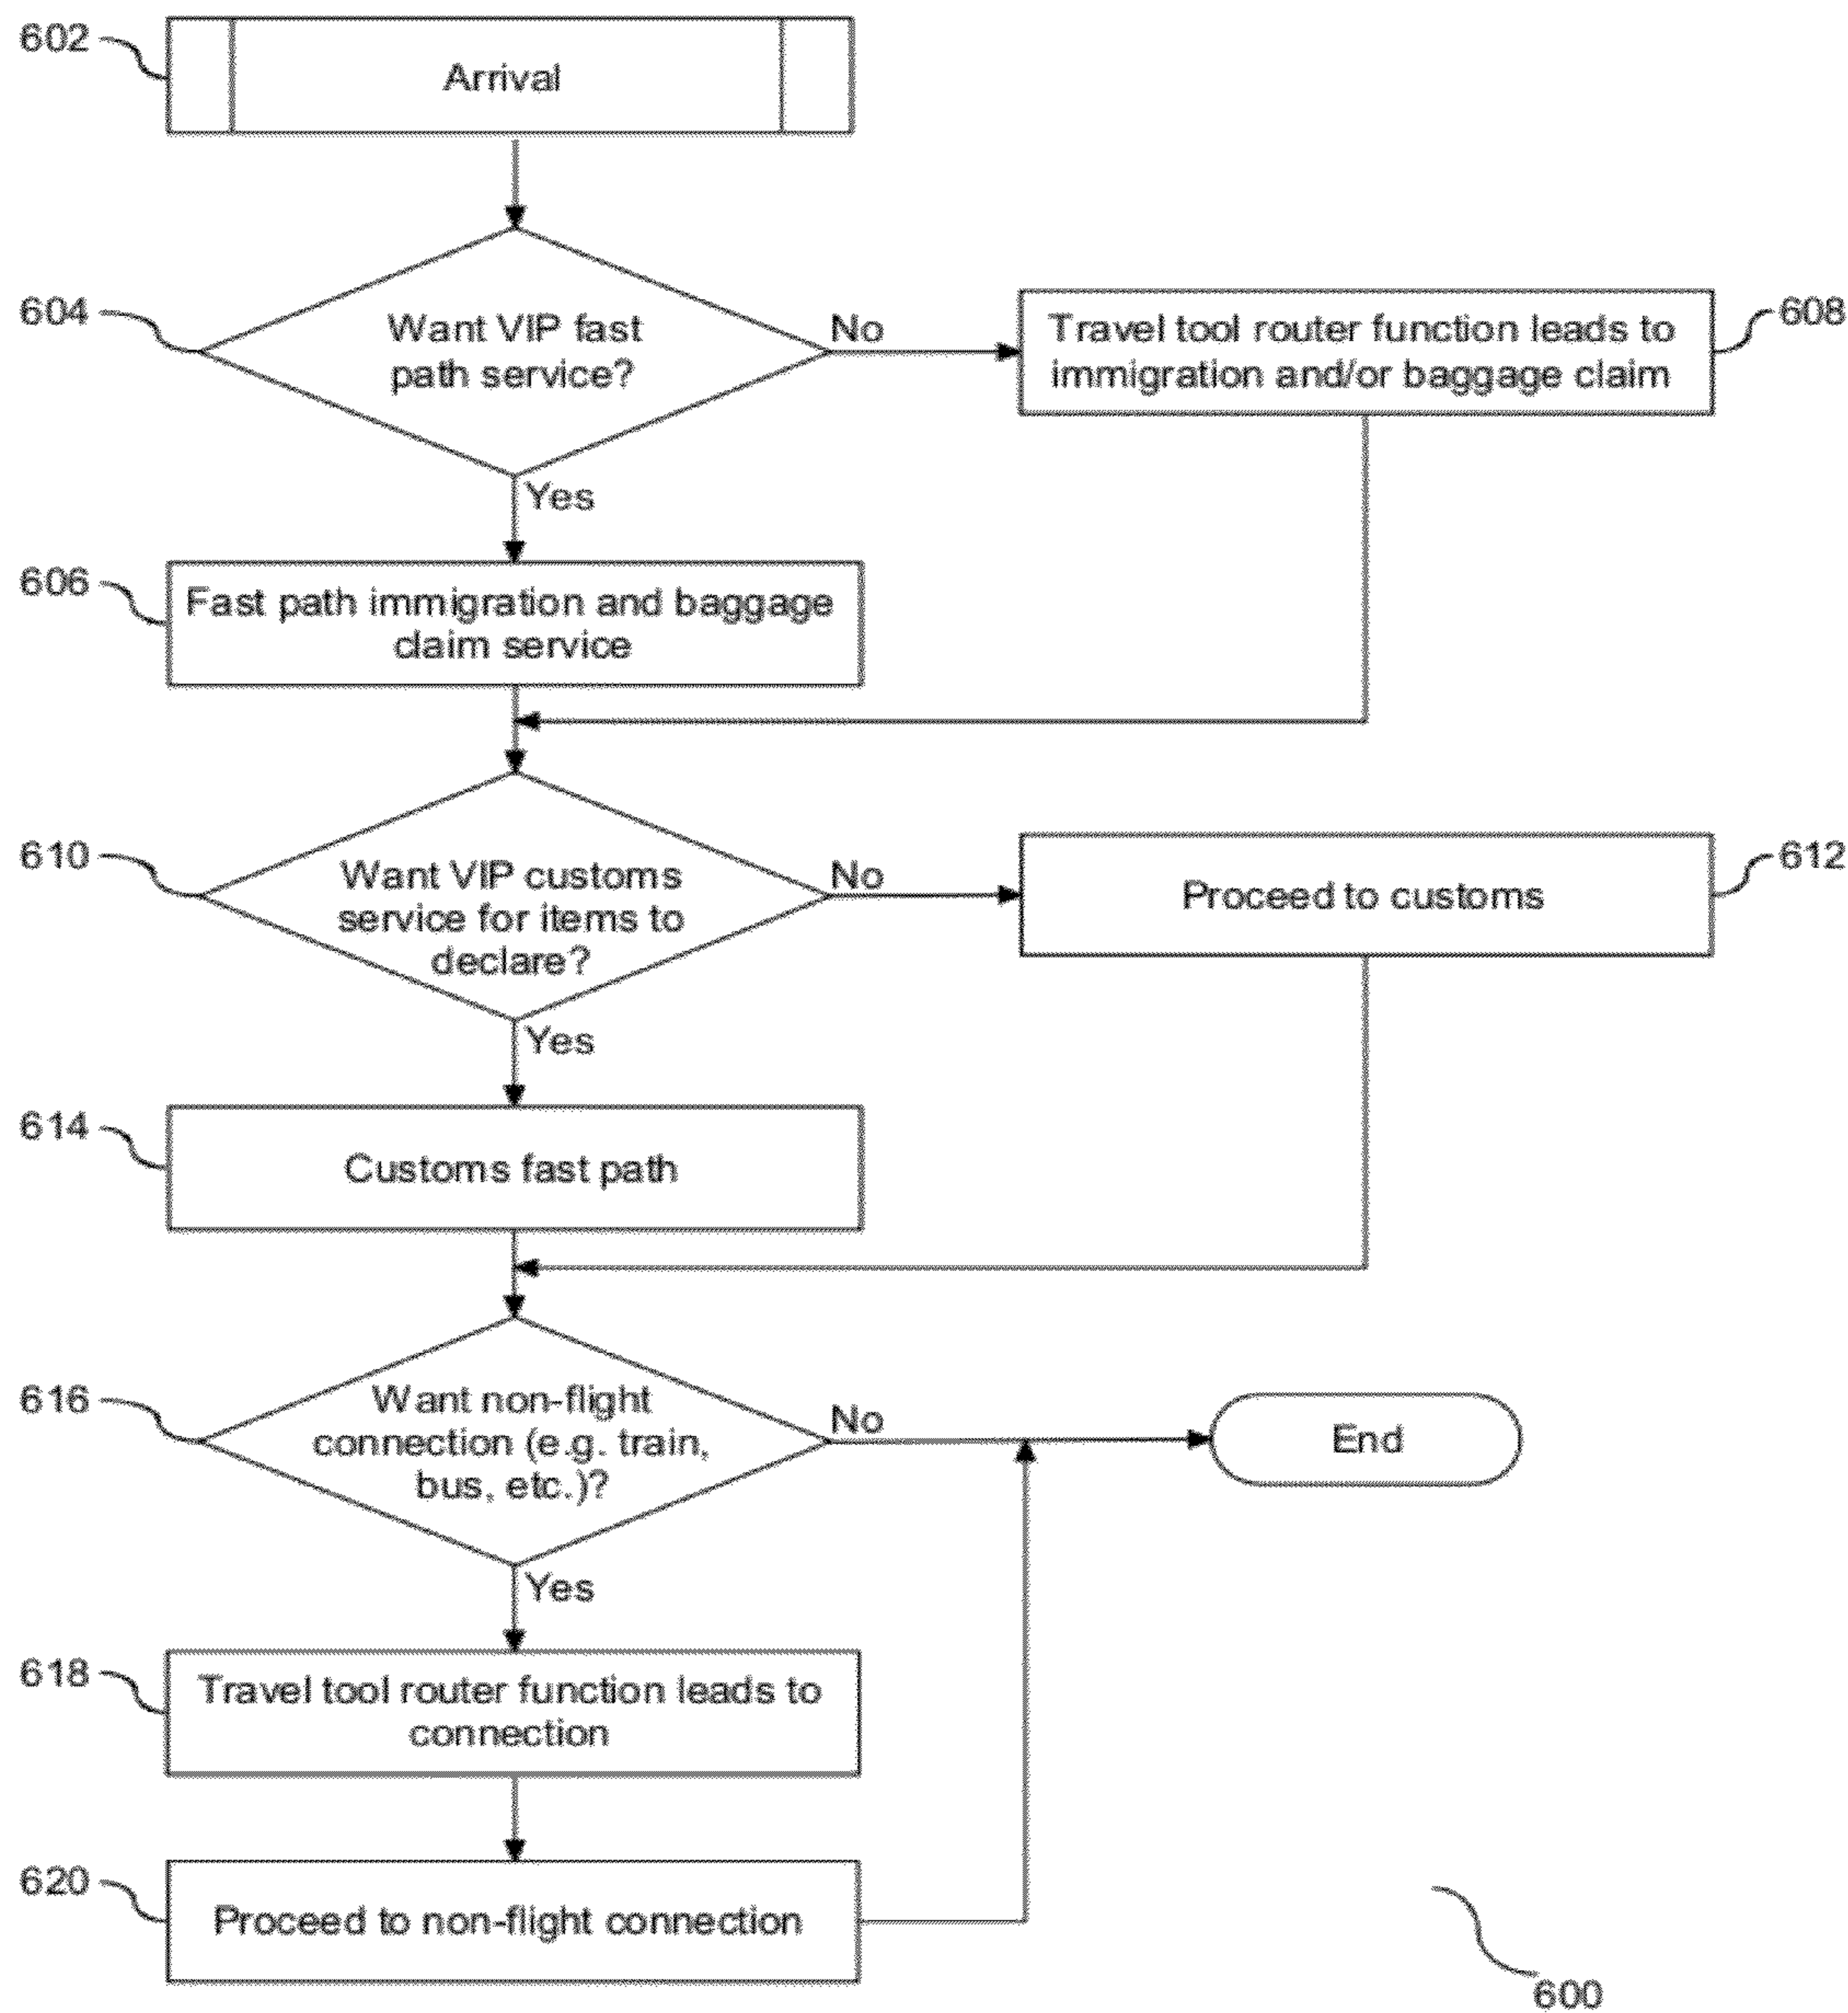 602
Arrival
604
Want VIP fast
path service?
No
Travel tool router function leads to
immigration and/or baggage claim
608
Yes
606
Fast path immigration and baggage
claim service
610
Want VIP customs
service for items to
declare?
No
Proceed to customs
612
Yes
614
Customs fast path
616
Want non-flight
connection (e.g. train,
bus, etc.)?
No
End
Yes
618
Travel tool router function leads to
connection
620
Proceed to non-flight connection
600